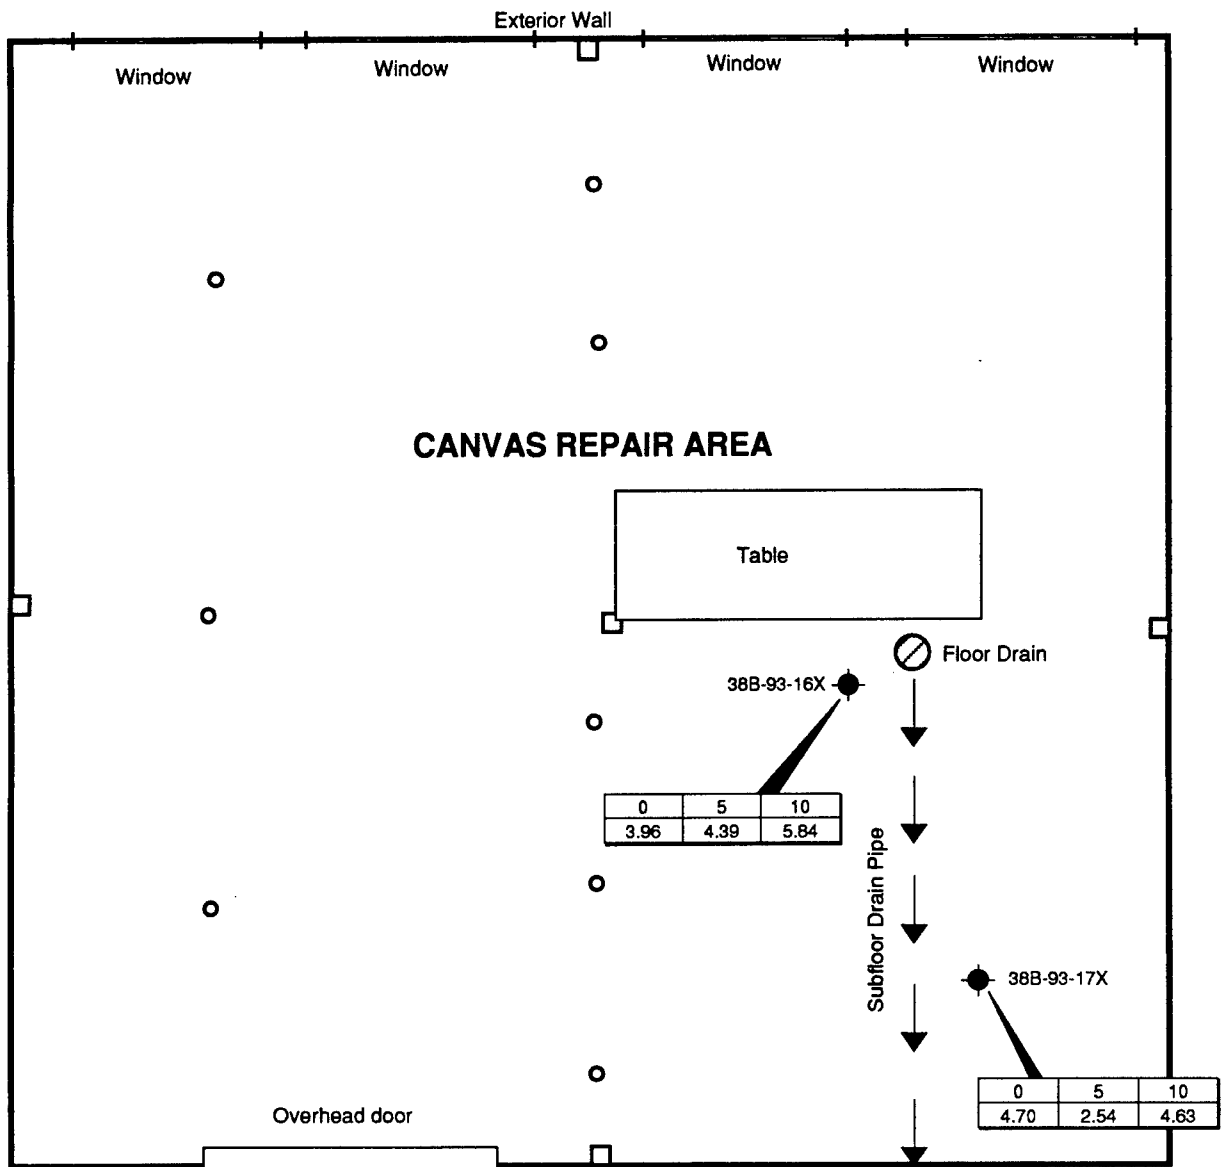 Exterior Wall
Window
Window
Window
Window
CANVAS REPAIR AREA
Table
Floor Drain
38B-93-16X
0 5 10
3.96 4.39 5.84
Subfloor Drain Pipe
38B-93-17X
0 5 10
4.70 2.54 4.63
Overhead door